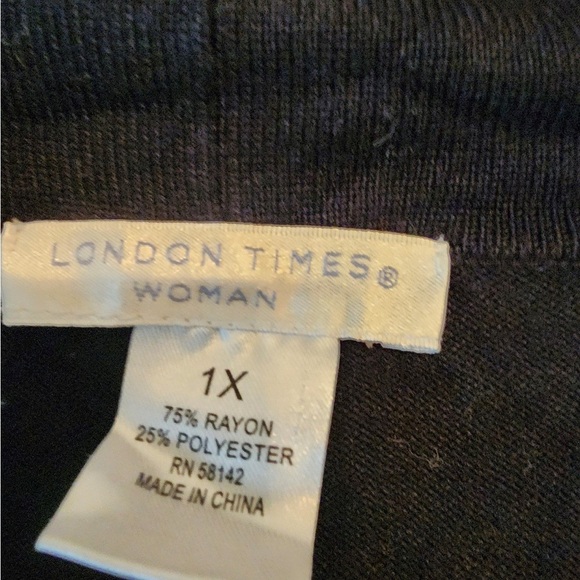 LONDON TIMES®
WOMAN
1X
75% RAYON
25% POLYESTER
RN 58142
MADE IN CHINA